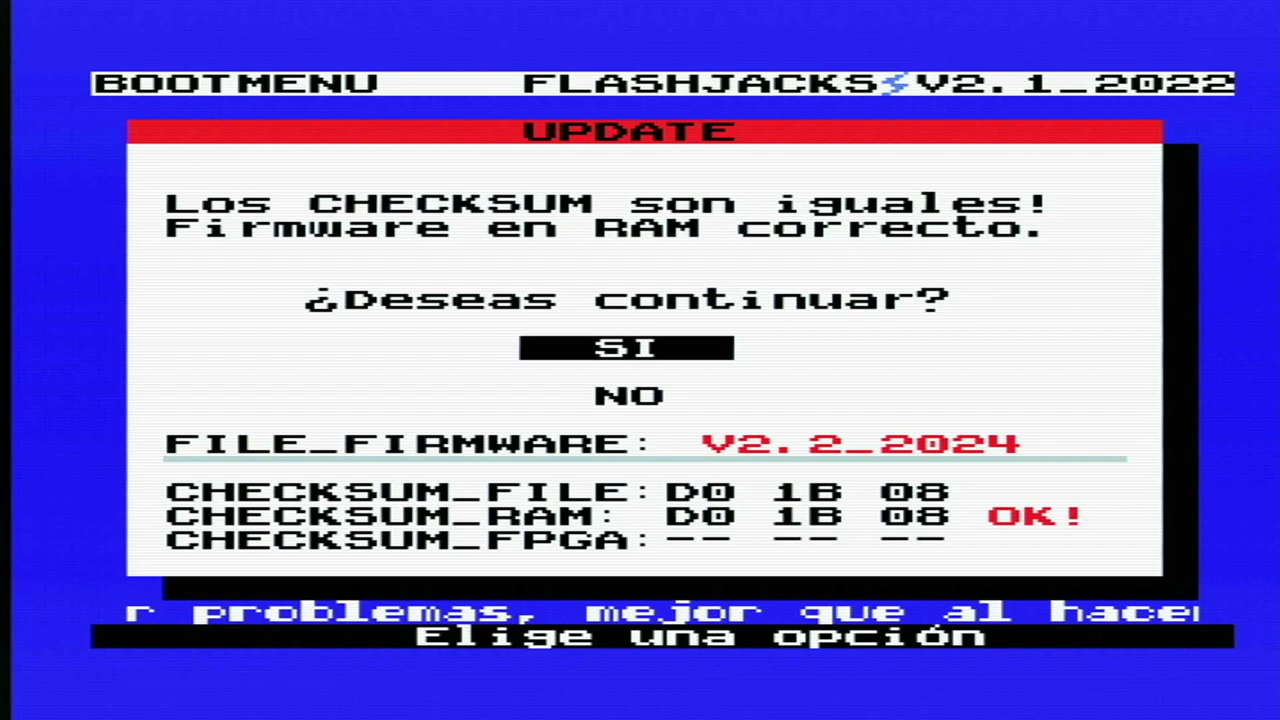 BOOTMENU FLASHJACKS V2.1_2022
UPDATE
Los CHECKSUM son iguales!
Firmware en RAM correcto.
¿Deseas continuar?
SI
NO
FILE_FIRMWARE: V2.2_2024
CHECKSUM_FILE:D0 1B 08
CHECKSUM_RAM: D0 1B 08 OK!
CHECKSUM_FPGA:-- -- --
r problemas, mejor que al hacer
Elige una opción